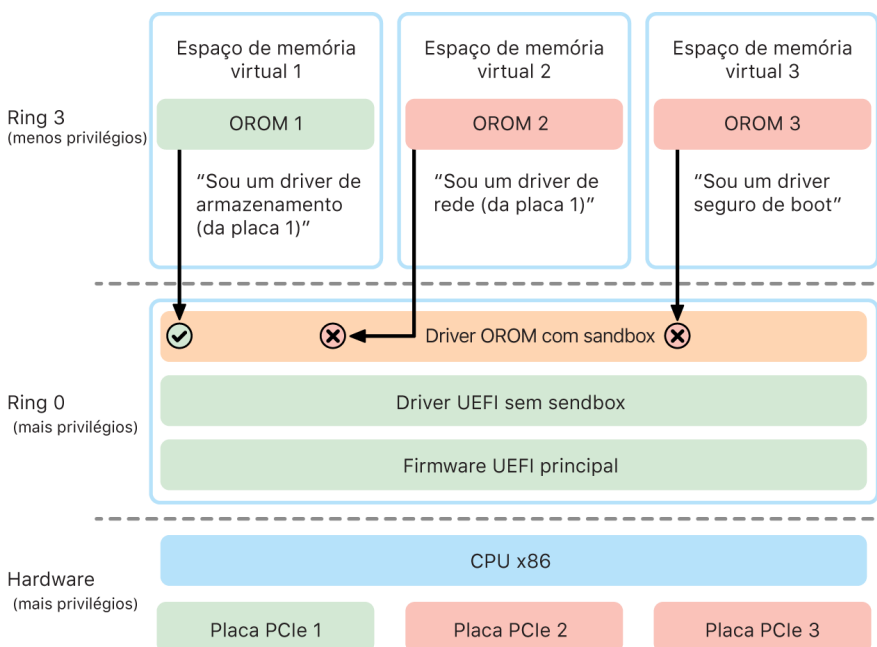 Espaço de memória
virtual 1
Espaço de memória
virtual 2
Espaço de memória
virtual 3
Ring 3
(menos privilégios)
OROM 1
OROM 2
OROM 3
“Sou um driver de
armazenamento
(da placa 1)”
“Sou um driver de
rede (da placa 1)”
“Sou um driver
seguro de boot”
Driver OROM com sandbox
Ring 0
(mais privilégios)
Driver UEFI sem sendbox
Firmware UEFI principal
Hardware
(mais privilégios)
CPU x86
Placa PCIe 1
Placa PCIe 2
Placa PCIe 3